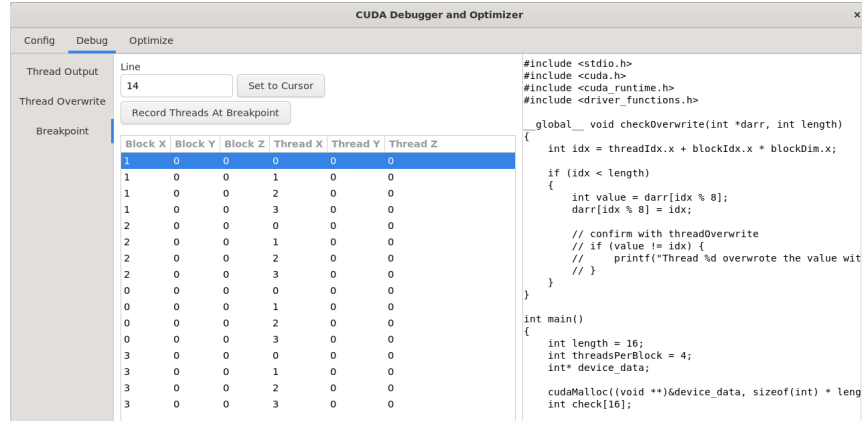 CUDA Debugger and Optimizer
×
Config Debug Optimize
Thread Output
Thread Overwrite
Breakpoint
Line
14
Set to Cursor
Record Threads At Breakpoint
Block X Block Y Block Z Thread X Thread Y Thread Z
1 0 0 0 0 0
1 0 0 1 0 0
1 0 0 2 0 0
1 0 0 3 0 0
2 0 0 0 0 0
2 0 0 1 0 0
2 0 0 2 0 0
2 0 0 3 0 0
0 0 0 0 0 0
0 0 0 1 0 0
0 0 0 2 0 0
0 0 0 3 0 0
3 0 0 0 0 0
3 0 0 1 0 0
3 0 0 2 0 0
3 0 0 3 0 0
#include <stdio.h>
#include <cuda.h>
#include <cuda_runtime.h>
#include <driver_functions.h>
__global__ void checkOverwrite(int *darr, int length)
{
int idx = threadIdx.x + blockIdx.x * blockDim.x;
if (idx < length)
{
int value = darr[idx % 8];
darr[idx % 8] = idx;
// confirm with threadOverwrite
// if (value != idx) {
// printf("Thread %d overwrote the value wit
// }
}
}
int main()
{
int length = 16;
int threadsPerBlock = 4;
int* device_data;
cudaMalloc((void **)&device_data, sizeof(int) * leng
int check[16];